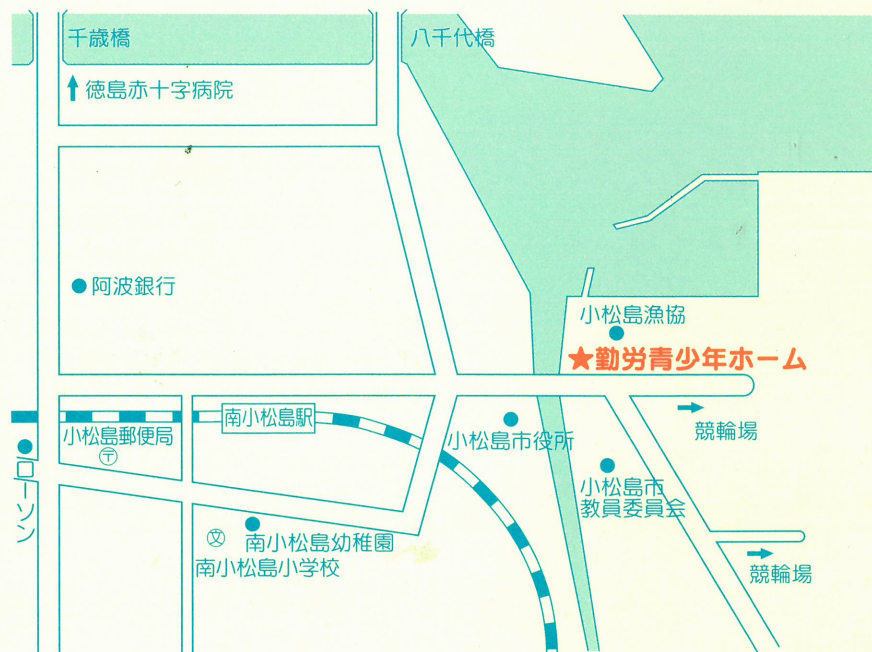 千歳橋
八千代橋
徳島赤十字病院
阿波銀行
小松島漁協
★勤労青少年ホーム
南小松島駅
競輪場
小松島郵便局
〒
小松島市役所
ローソン
小松島市
教員委員会
文
南小松島幼稚園
南小松島小学校
競輪場